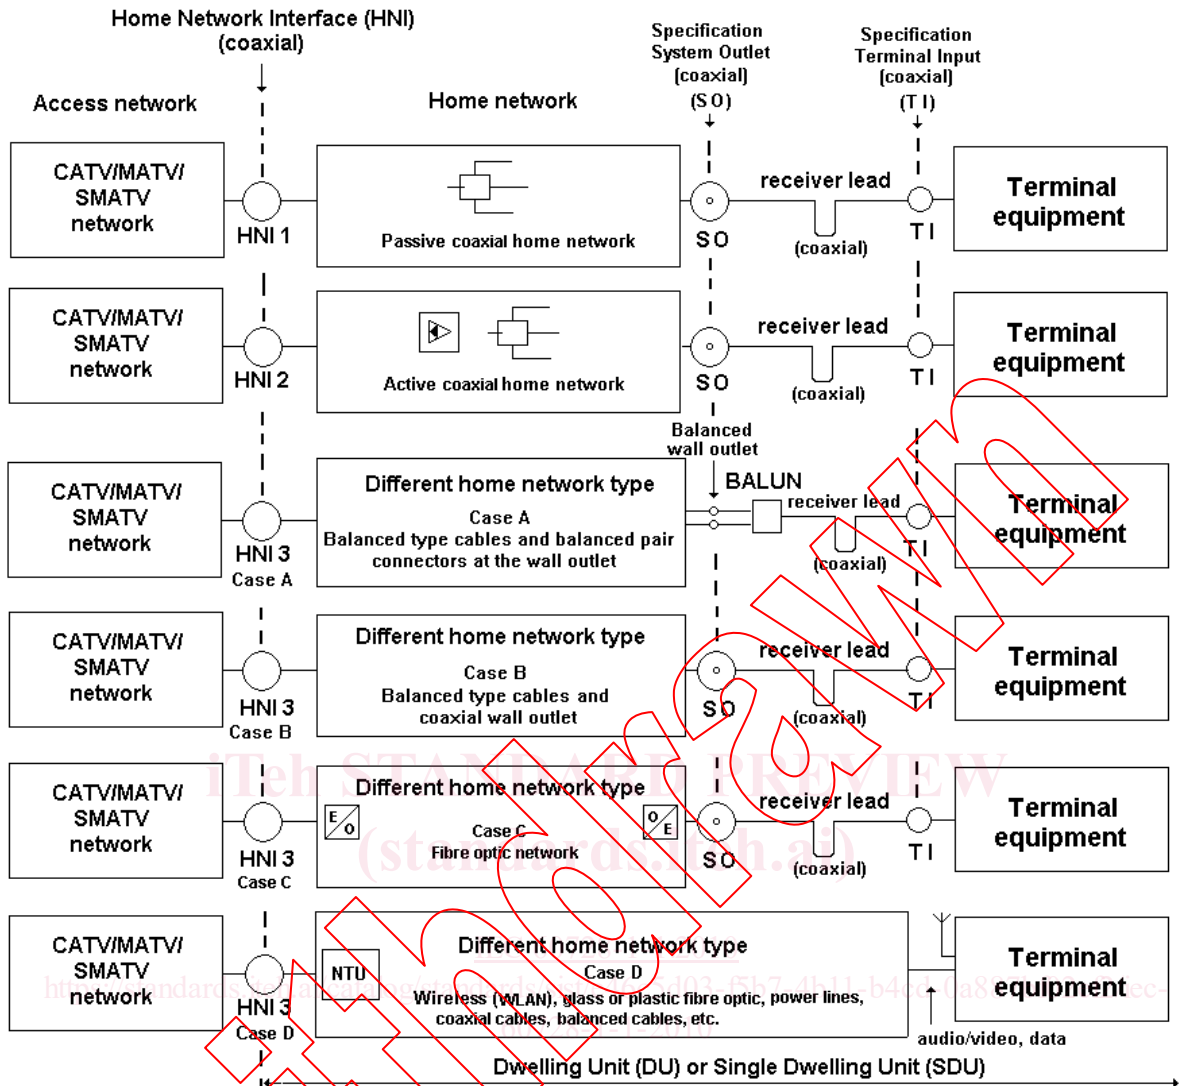 Home Network Interface (HNI)
(coaxial)
Specification
System Outlet
(coaxial)
(SO)
Specification
Terminal Input
(coaxial)
(TI)
Access network
Home network
CATV/MATV/
SMATV
network
HNI 1
Passive coaxial home network
SO
receiver lead
(coaxial)
TI
Terminal
equipment
CATV/MATV/
SMATV
network
HNI 2
Active coaxial home network
SO
receiver lead
(coaxial)
TI
Terminal
equipment
Balanced
wall outlet
CATV/MATV/
SMATV
network
HNI 3
Case A
Different home network type
Case A
Balanced type cables and balanced pair
connectors at the wall outlet
BALUN
receiver lead
(coaxial)
TI
Terminal
equipment
CATV/MATV/
SMATV
network
HNI 3
Case B
Different home network type
Case B
Balanced type cables and
coaxial wall outlet
SO
receiver lead
(coaxial)
TI
Terminal
equipment
iTeh STANDARD PREVIEW
(standards.iteh.ai)
CATV/MATV/
SMATV
network
HNI 3
Case C
Different home network type
E
O
Case C
Fibre optic network
O
E
SO
receiver lead
(coaxial)
TI
Terminal
equipment
CATV/MATV/
SMATV
network
HNI 3
Case D
NTU
Different home network type
Case D
Wireless (WLAN), glass or plastic fibre optic, power lines,
coaxial cables, balanced cables, etc.
Terminal
equipment
audio/video, data
Dwelling Unit (DU) or Single Dwelling Unit (SDU)